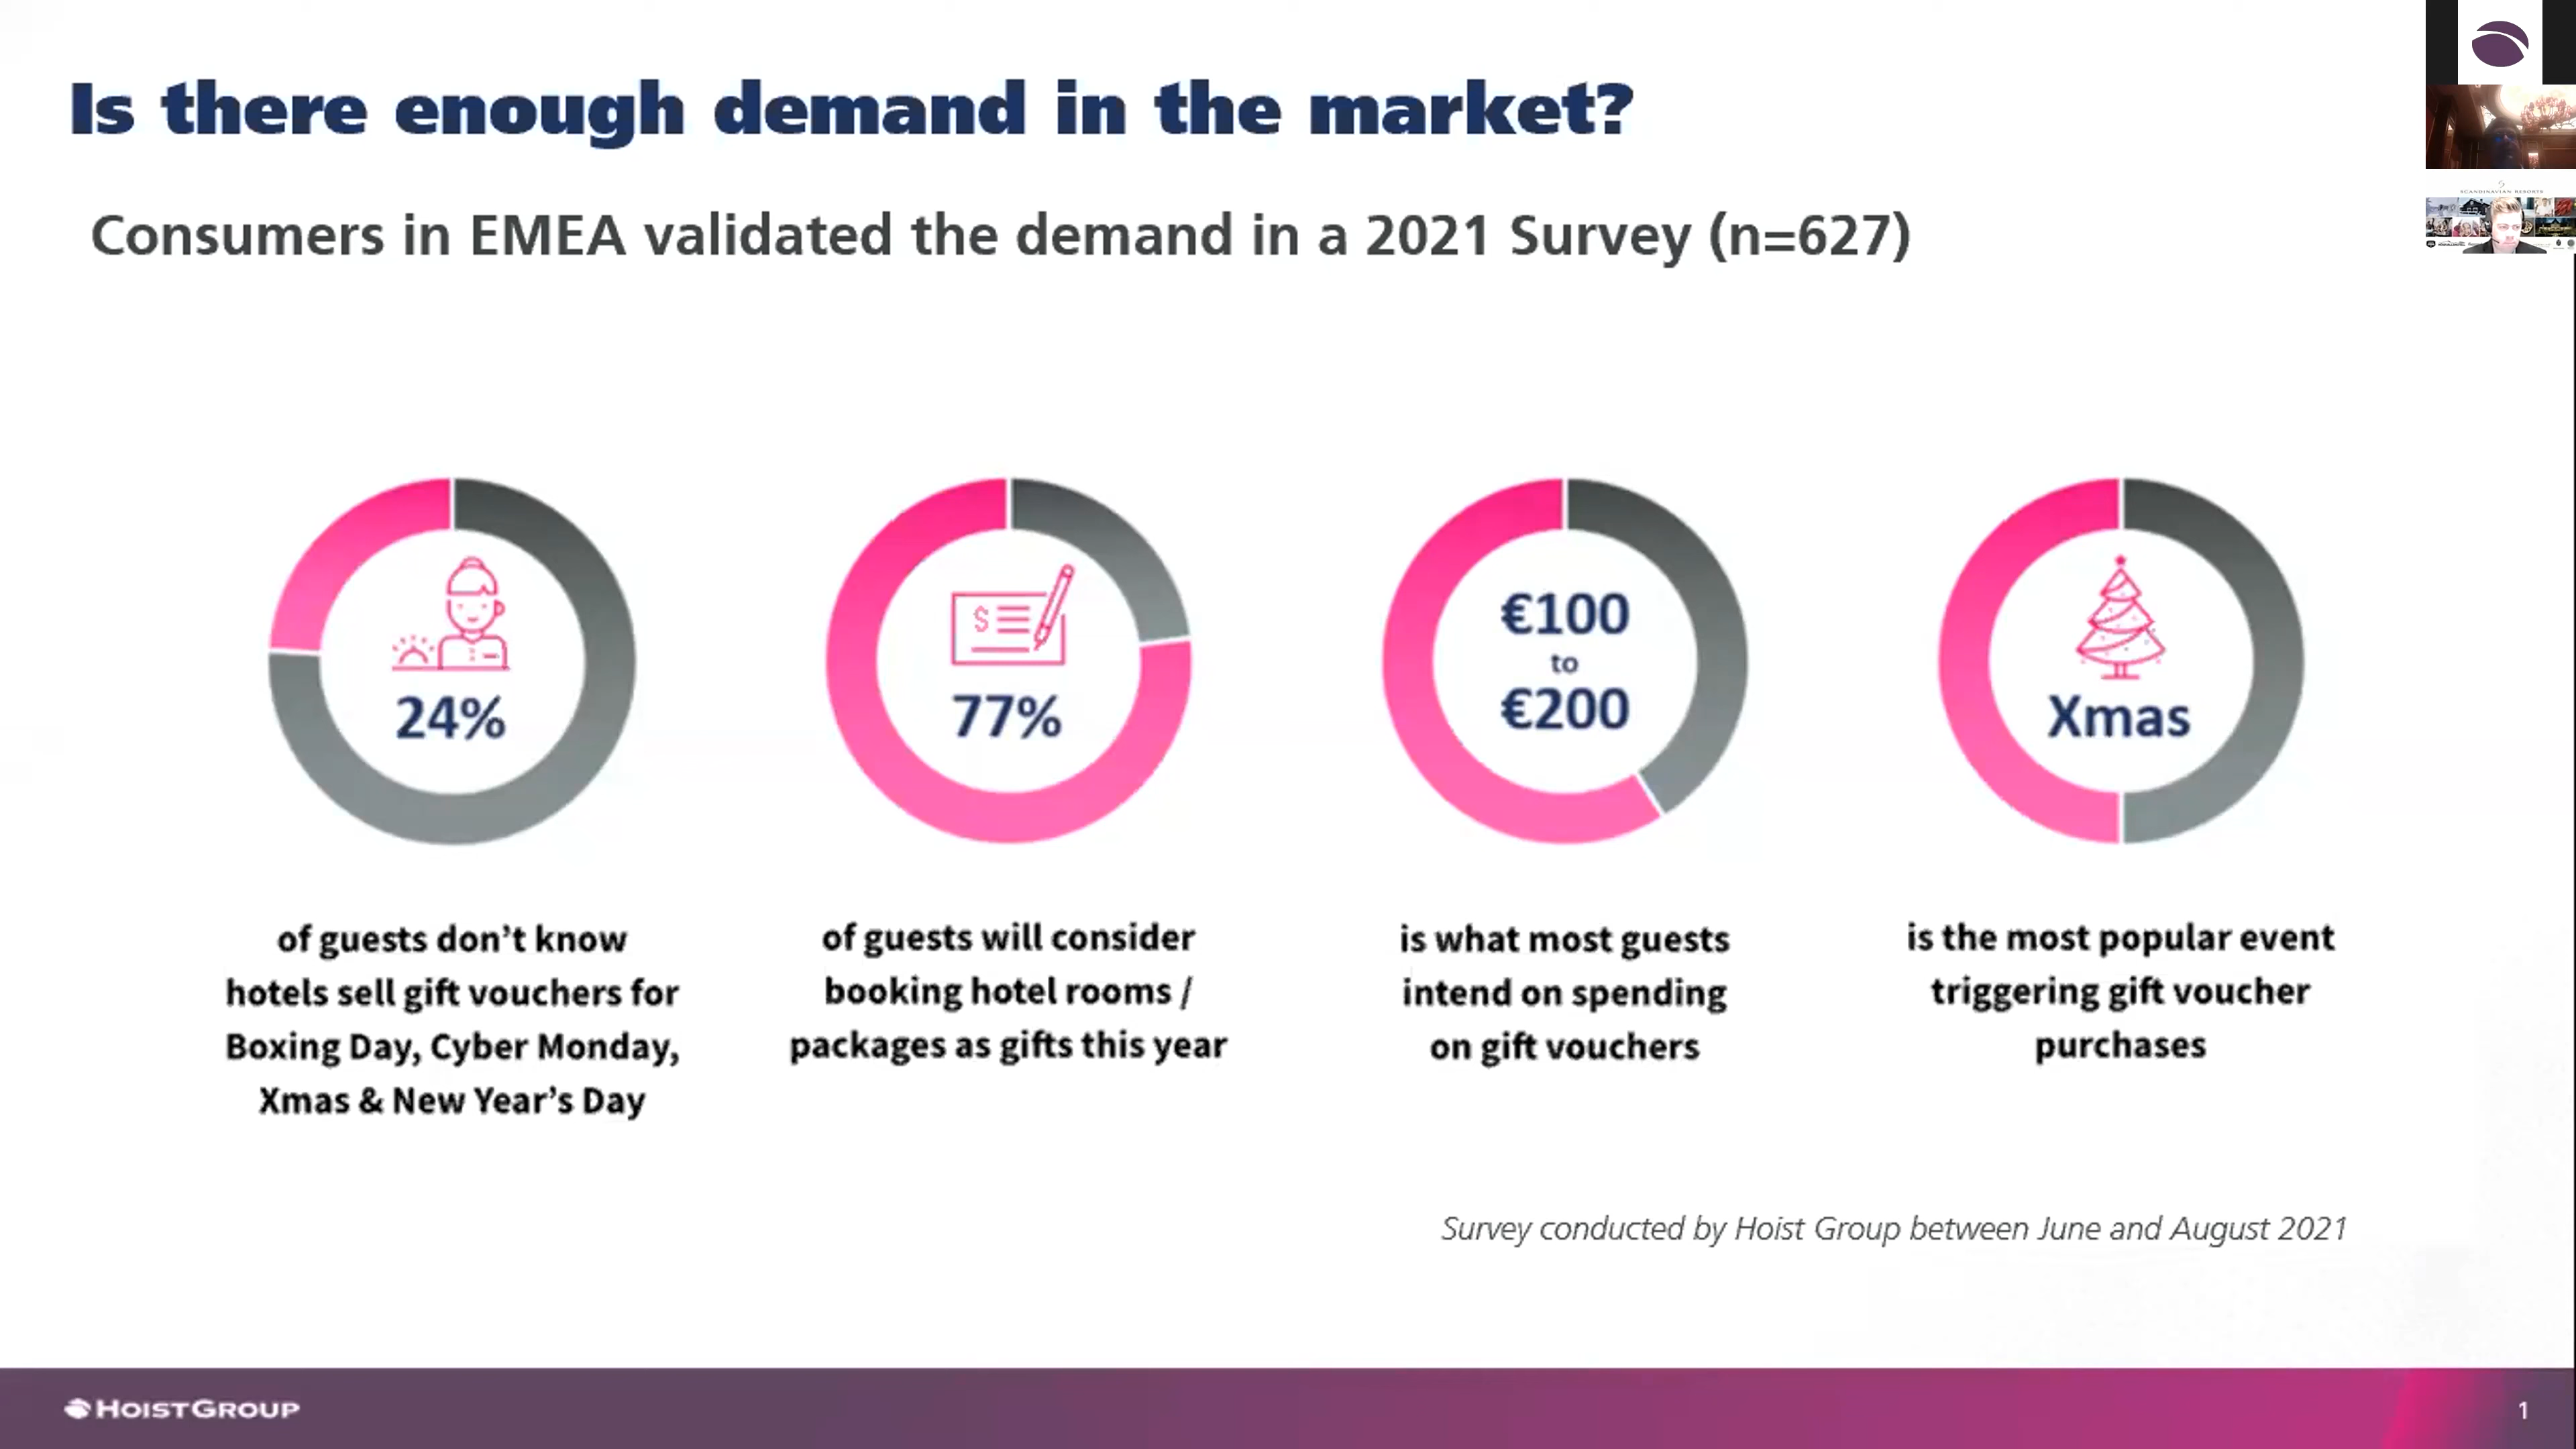 Is there enough demand in the market?
Consumers in EMEA validated the demand in a 2021 Survey (n=627)
SCANDINAVIAN RESORTS
24%
of guests don't know
hotels sell gift vouchers for
Boxing Day, Cyber Monday,
Xmas & New Year's Day
$
77%
of guests will consider
booking hotel rooms /
packages as gifts this year
€100
to
€200
is what most guests
intend on spending
on gift vouchers
Xmas
is the most popular event
triggering gift voucher
purchases
Survey conducted by Hoist Group between June and August 2021
HOISTGROUP
1